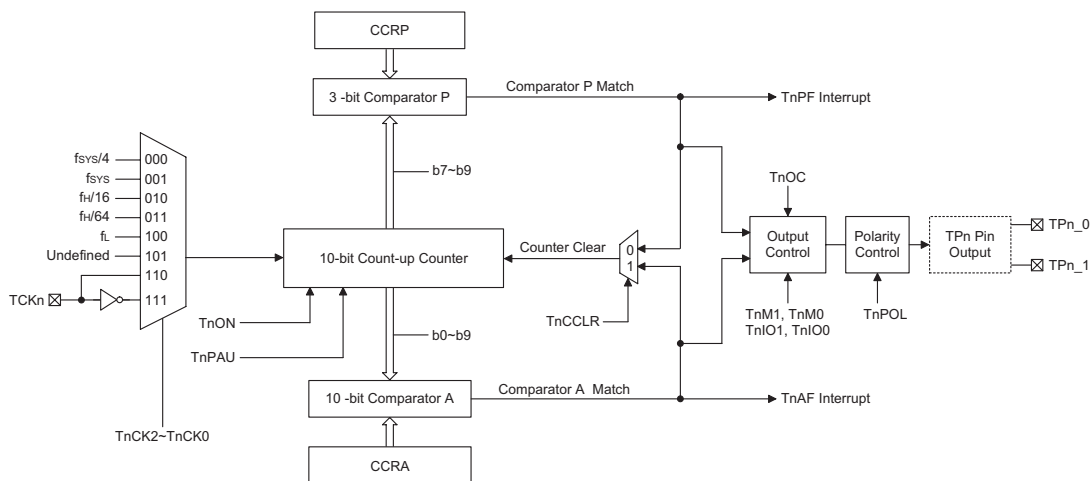 CCRP
3 -bit Comparator P
Comparator P Match
TnPF Interrupt
b7~b9
fSYS/4
000
fSYS
001
fH/16
010
fH/64
011
fL
100
Undefined
101
110
TCKn
111
10-bit Count-up Counter
Counter Clear
0
1
TnOC
Output
Control
Polarity
Control
TPn Pin
Output
TPn_0
TPn_1
TnON
TnPAU
b0~b9
TnCCLR
TnM1, TnM0
TnIO1, TnIO0
TnPOL
10 -bit Comparator A
Comparator A  Match
TnAF Interrupt
TnCK2~TnCK0
CCRA